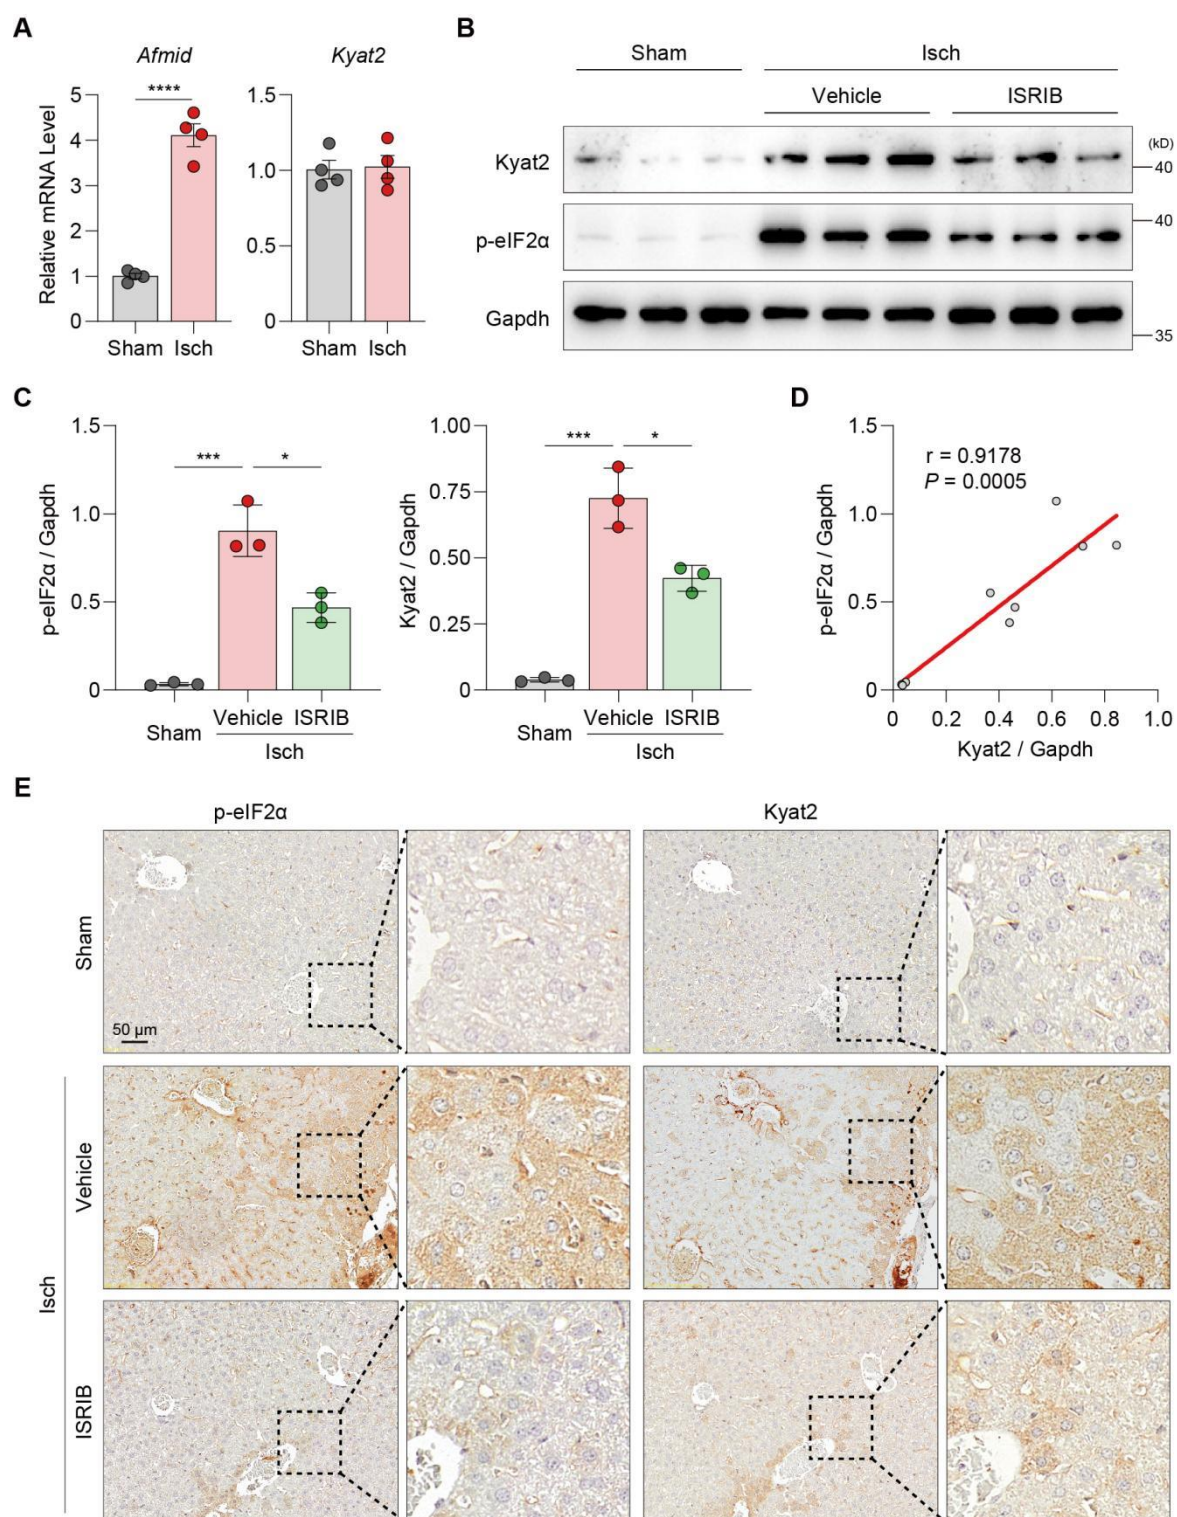 A
Afmid
Kyat2
Relative mRNA Level
****
5
4
3
2
1
0
Sham
Isch
1.5
1.0
0.5
0
Sham
Isch
B
Sham
Isch
Vehicle
ISRIB
(kD)
Kyat2
40
p-eIF2α
40
Gapdh
35
C
p-eIF2α / Gapdh
1.5
1.0
0.5
0
***
*
Sham
Vehicle
ISRIB
Isch
Kyat2 / Gapdh
1.00
0.75
0.50
0.25
0
***
*
Sham
Vehicle
ISRIB
Isch
D
p-eIF2α / Gapdh
1.5
1.0
0.5
0
r = 0.9178
P = 0.0005
0
0.2
0.4
0.6
0.8
1.0
Kyat2 / Gapdh
E
p-eIF2α
Kyat2
Sham
50 µm
Isch
Vehicle
ISRIB